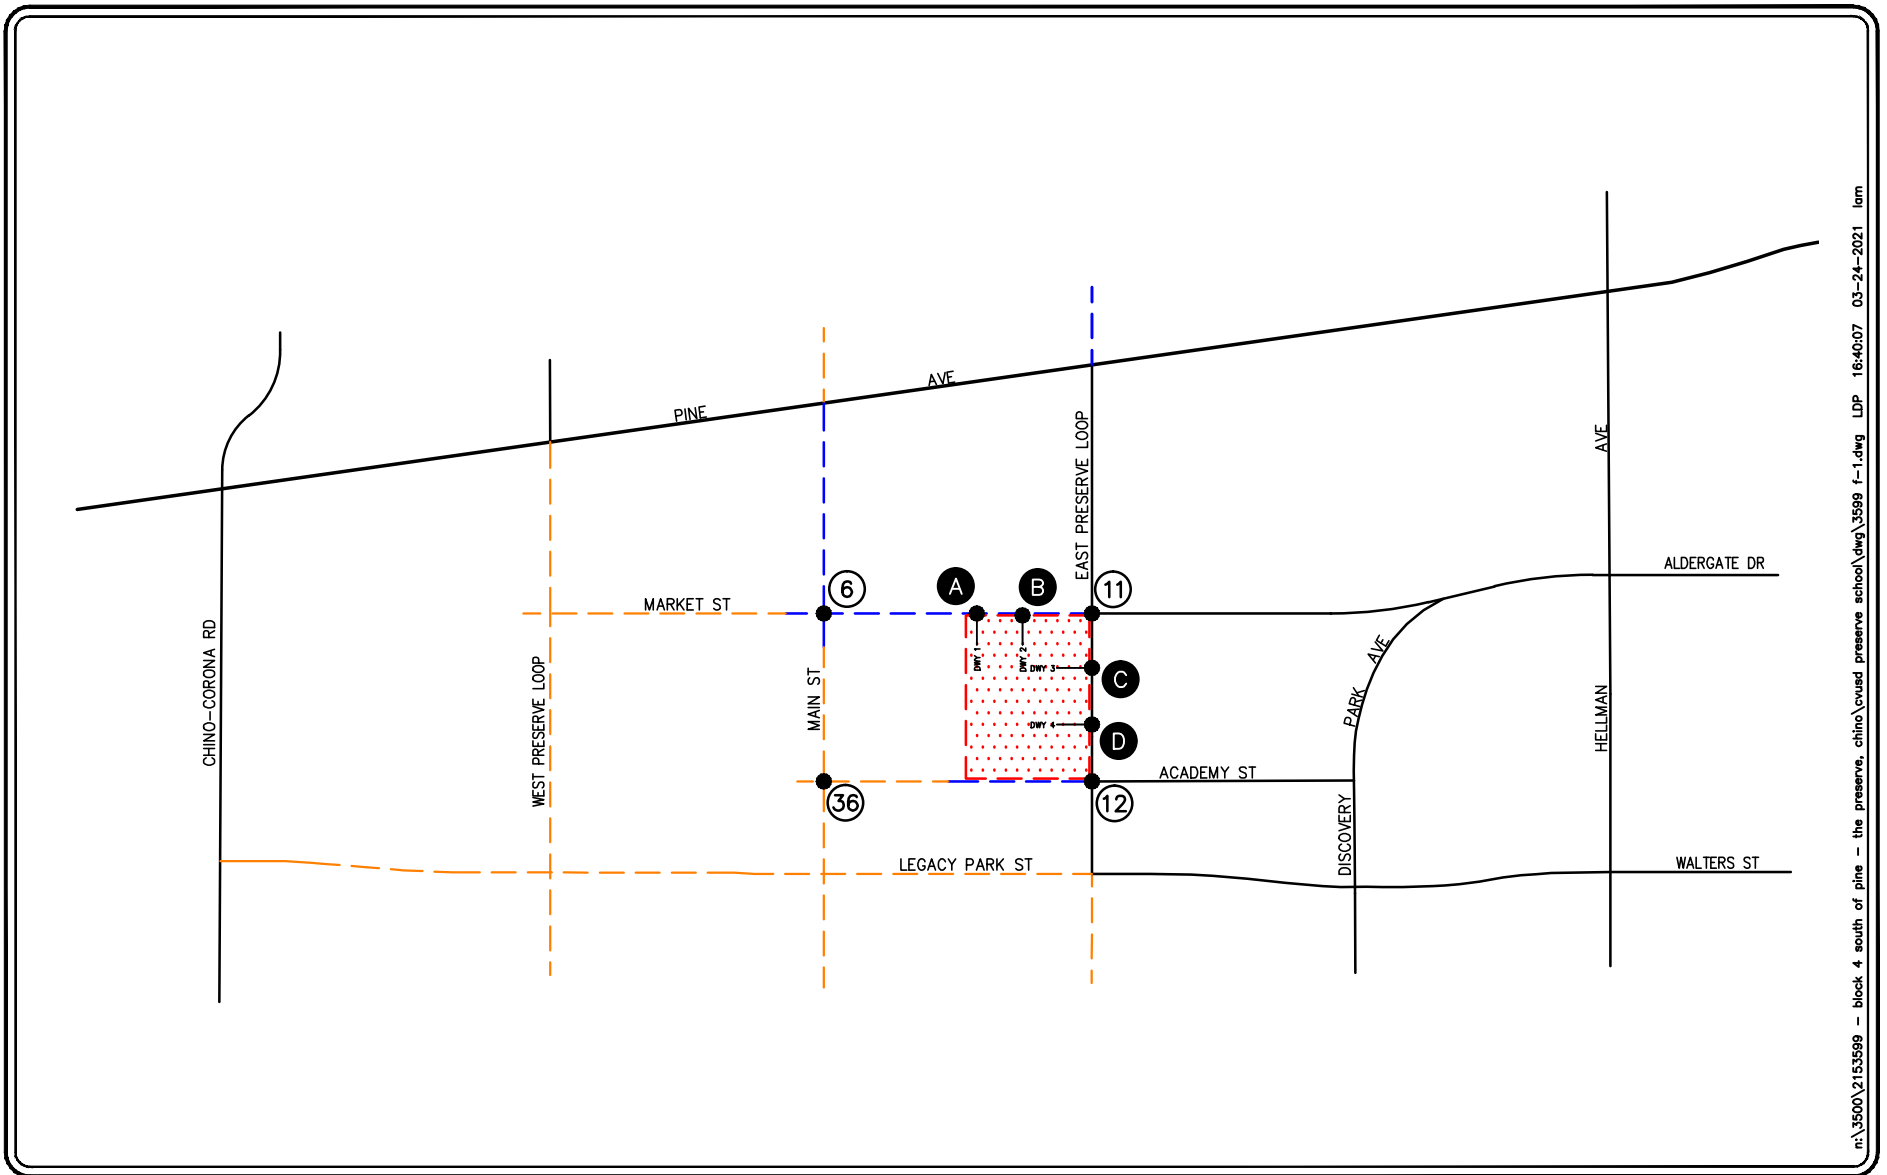 PINE AVE
AVE
EAST PRESERVE LOOP
ALDERGATE DR
A
B
6
11
MARKET ST
CHINO-CORONA RD
WEST PRESERVE LOOP
MAIN ST
DWY 1
DWY 2
DWY 3
C
DWY 4
D
PARK AVE
HELLMAN
ACADEMY ST
36
12
DISCOVERY
LEGACY PARK ST
WALTERS ST
n:\3500\2153599 - block 4 south of pine - the preserve, chino\cvusd preserve school\dwg\3599 f-1.dwg LDP 16:40:07 03-24-2021 lam